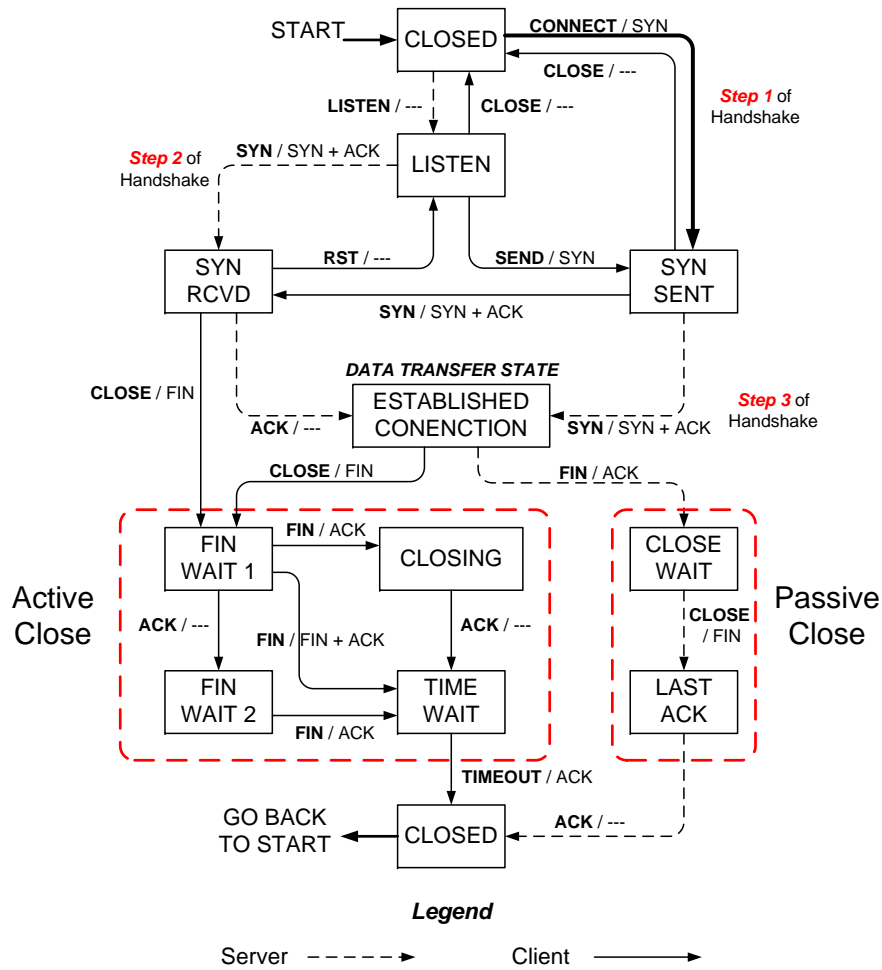 START
CLOSED
CONNECT / SYN
CLOSE / ---
Step 1 of
Handshake
LISTEN / ---
CLOSE / ---
Step 2 of
Handshake
SYN / SYN + ACK
LISTEN
SYN
RCVD
RST / ---
SEND / SYN
SYN
SENT
SYN / SYN + ACK
DATA TRANSFER STATE
CLOSE / FIN
ESTABLISHED
CONENCTION
ACK / ---
SYN / SYN + ACK
Step 3 of
Handshake
CLOSE / FIN
FIN / ACK
Active
Close
FIN
WAIT 1
FIN / ACK
CLOSING
CLOSE
WAIT
Passive
Close
ACK / ---
FIN / FIN + ACK
ACK / ---
CLOSE
/ FIN
FIN
WAIT 2
FIN / ACK
TIME
WAIT
LAST
ACK
TIMEOUT / ACK
GO BACK
TO START
CLOSED
ACK / ---
Legend
Server
Client